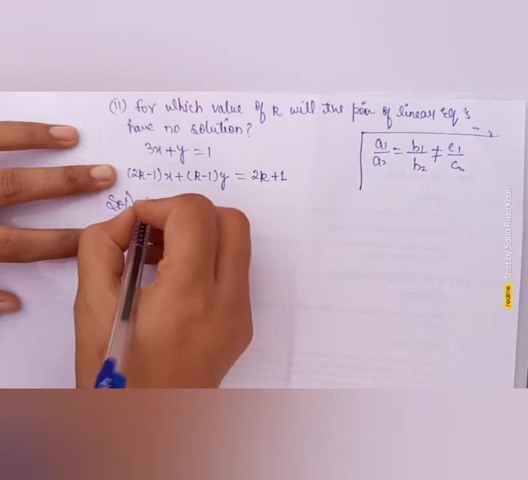 (ii) for which value of k will the pair of linear Eq's
have no solution?
3x + y = 1
(2k-1)x + (k-1)y = 2k+1
Sol
a1/a2 = b1/b2 ≠ c1/c2
realme Shot by Saba Raza Khan